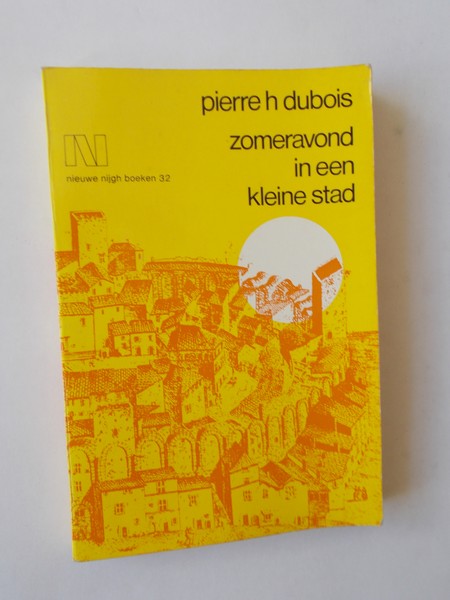 pierre h dubois
zomeravond
in een
kleine stad
nieuwe nijgh boeken 32